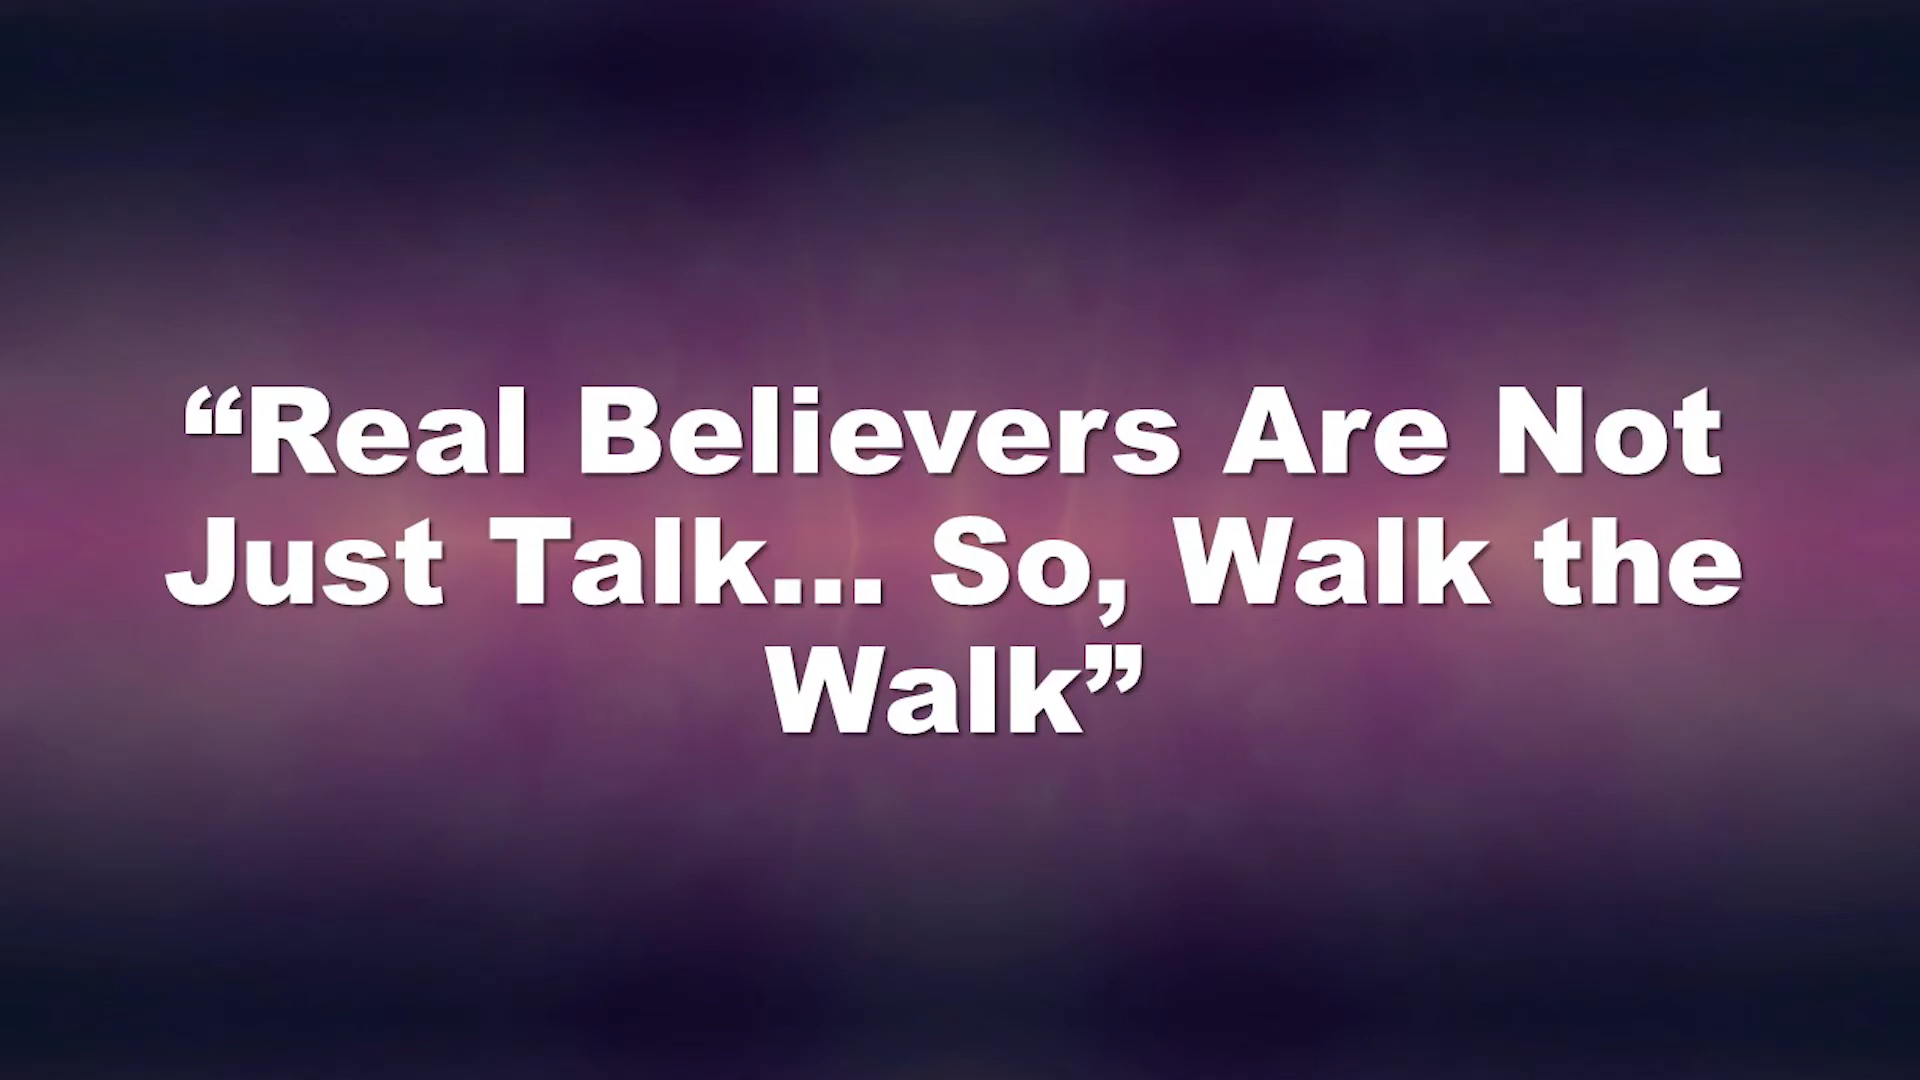 “Real Believers Are Not
Just Talk... So, Walk the
Walk”